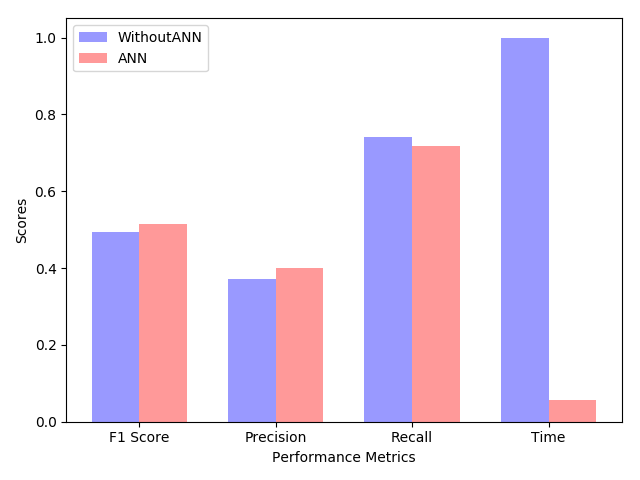 WithoutANN
ANN
1.0
0.8
0.6
0.4
0.2
0.0
Scores
F1 Score
Precision
Recall
Time
Performance Metrics